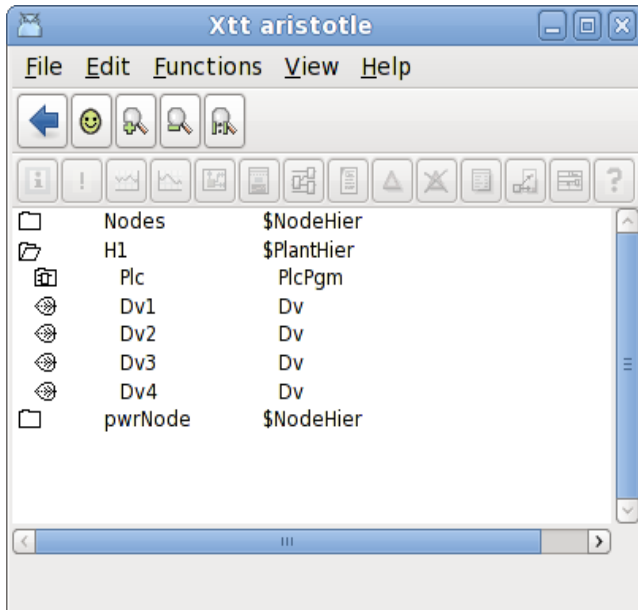 Xtt aristotle
File Edit Functions View Help
Nodes $NodeHier
H1 $PlantHier
Plc PlcPgm
Dv1 Dv
Dv2 Dv
Dv3 Dv
Dv4 Dv
pwrNode $NodeHier